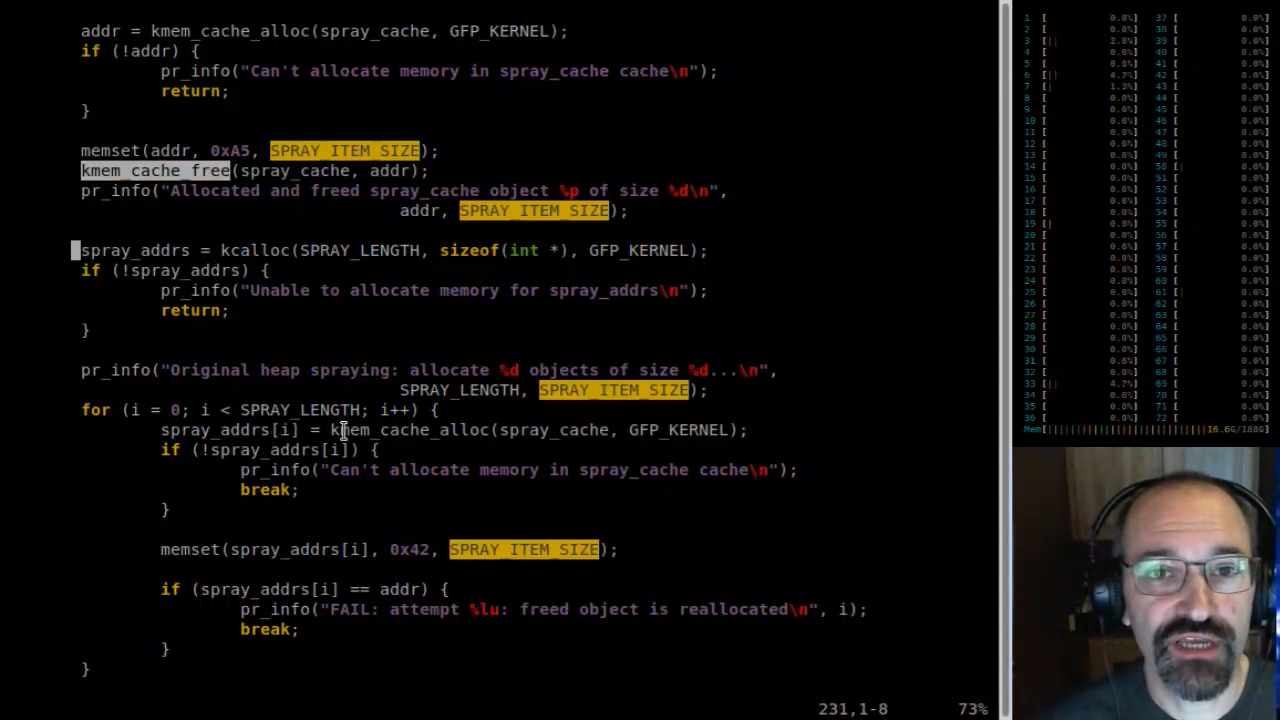 addr = kmem_cache_alloc(spray_cache, GFP_KERNEL);
if (!addr) {
pr_info("Can't allocate memory in spray_cache cache\n");
return;
}
memset(addr, 0xA5, SPRAY_ITEM_SIZE);
kmem_cache_free(spray_cache, addr);
pr_info("Allocated and freed spray_cache object %p of size %d\n",
addr, SPRAY_ITEM_SIZE);
spray_addrs = kcalloc(SPRAY_LENGTH, sizeof(int *), GFP_KERNEL);
if (!spray_addrs) {
pr_info("Unable to allocate memory for spray_addrs\n");
return;
}
pr_info("Original heap spraying: allocate %d objects of size %d...\n",
SPRAY_LENGTH, SPRAY_ITEM_SIZE);
for (i = 0; i < SPRAY_LENGTH; i++) {
spray_addrs[i] = kmem_cache_alloc(spray_cache, GFP_KERNEL);
if (!spray_addrs[i]) {
pr_info("Can't allocate memory in spray_cache cache\n");
break;
}
memset(spray_addrs[i], 0x42, SPRAY_ITEM_SIZE);
if (spray_addrs[i] == addr) {
pr_info("FAIL: attempt %lu: freed object is reallocated\n", i);
break;
}
}
231,1-8 73%
Mem[ 16.6G/188G]